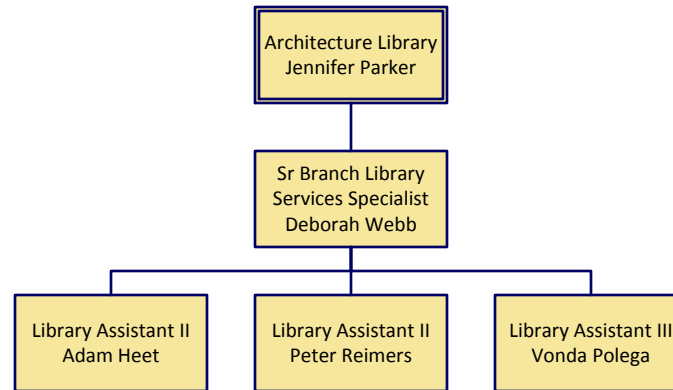 Architecture Library
Jennifer Parker
Sr Branch Library
Services Specialist
Deborah Webb
Library Assistant II
Adam Heet
Library Assistant II
Peter Reimers
Library Assistant III
Vonda Polega